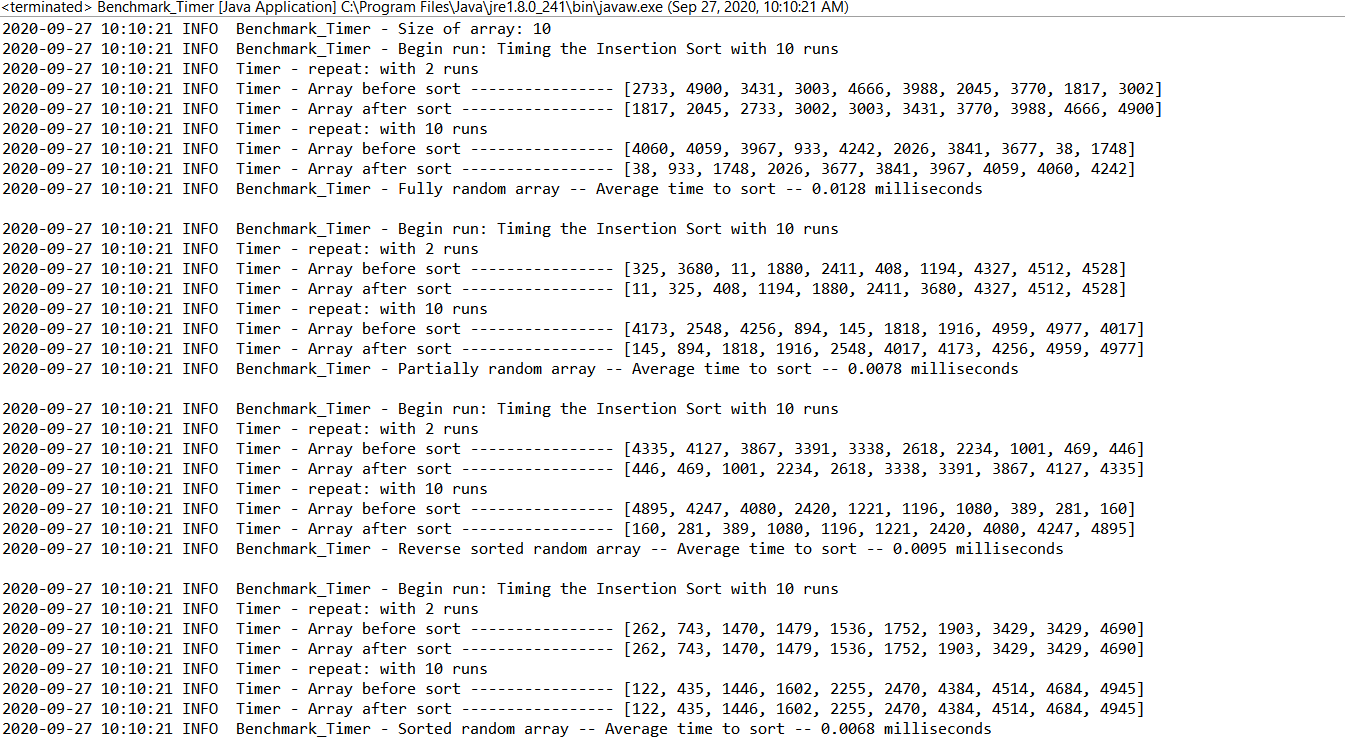 <terminated> Benchmark_Timer [Java Application] C:\Program Files\Java\jre1.8.0_241\bin\javaw.exe (Sep 27, 2020, 10:10:21 AM)
2020-09-27 10:10:21 INFO  Benchmark_Timer - Size of array: 10
2020-09-27 10:10:21 INFO  Benchmark_Timer - Begin run: Timing the Insertion Sort with 10 runs
2020-09-27 10:10:21 INFO  Timer - repeat: with 2 runs
2020-09-27 10:10:21 INFO  Timer - Array before sort ---------------- [2733, 4900, 3431, 3003, 4666, 3988, 2045, 3770, 1817, 3002]
2020-09-27 10:10:21 INFO  Timer - Array after sort ----------------- [1817, 2045, 2733, 3002, 3003, 3431, 3770, 3988, 4666, 4900]
2020-09-27 10:10:21 INFO  Timer - repeat: with 10 runs
2020-09-27 10:10:21 INFO  Timer - Array before sort ---------------- [4060, 4059, 3967, 933, 4242, 2026, 3841, 3677, 38, 1748]
2020-09-27 10:10:21 INFO  Timer - Array after sort ----------------- [38, 933, 1748, 2026, 3677, 3841, 3967, 4059, 4060, 4242]
2020-09-27 10:10:21 INFO  Benchmark_Timer - Fully random array -- Average time to sort -- 0.0128 milliseconds

2020-09-27 10:10:21 INFO  Benchmark_Timer - Begin run: Timing the Insertion Sort with 10 runs
2020-09-27 10:10:21 INFO  Timer - repeat: with 2 runs
2020-09-27 10:10:21 INFO  Timer - Array before sort ---------------- [325, 3680, 11, 1880, 2411, 408, 1194, 4327, 4512, 4528]
2020-09-27 10:10:21 INFO  Timer - Array after sort ----------------- [11, 325, 408, 1194, 1880, 2411, 3680, 4327, 4512, 4528]
2020-09-27 10:10:21 INFO  Timer - repeat: with 10 runs
2020-09-27 10:10:21 INFO  Timer - Array before sort ---------------- [4173, 2548, 4256, 894, 145, 1818, 1916, 4959, 4977, 4017]
2020-09-27 10:10:21 INFO  Timer - Array after sort ----------------- [145, 894, 1818, 1916, 2548, 4017, 4173, 4256, 4959, 4977]
2020-09-27 10:10:21 INFO  Benchmark_Timer - Partially random array -- Average time to sort -- 0.0078 milliseconds

2020-09-27 10:10:21 INFO  Benchmark_Timer - Begin run: Timing the Insertion Sort with 10 runs
2020-09-27 10:10:21 INFO  Timer - repeat: with 2 runs
2020-09-27 10:10:21 INFO  Timer - Array before sort ---------------- [4335, 4127, 3867, 3391, 3338, 2618, 2234, 1001, 469, 446]
2020-09-27 10:10:21 INFO  Timer - Array after sort ----------------- [446, 469, 1001, 2234, 2618, 3338, 3391, 3867, 4127, 4335]
2020-09-27 10:10:21 INFO  Timer - repeat: with 10 runs
2020-09-27 10:10:21 INFO  Timer - Array before sort ---------------- [4895, 4247, 4080, 2420, 1221, 1196, 1080, 389, 281, 160]
2020-09-27 10:10:21 INFO  Timer - Array after sort ----------------- [160, 281, 389, 1080, 1196, 1221, 2420, 4080, 4247, 4895]
2020-09-27 10:10:21 INFO  Benchmark_Timer - Reverse sorted random array -- Average time to sort -- 0.0095 milliseconds

2020-09-27 10:10:21 INFO  Benchmark_Timer - Begin run: Timing the Insertion Sort with 10 runs
2020-09-27 10:10:21 INFO  Timer - repeat: with 2 runs
2020-09-27 10:10:21 INFO  Timer - Array before sort ---------------- [262, 743, 1470, 1479, 1536, 1752, 1903, 3429, 3429, 4690]
2020-09-27 10:10:21 INFO  Timer - Array after sort ----------------- [262, 743, 1470, 1479, 1536, 1752, 1903, 3429, 3429, 4690]
2020-09-27 10:10:21 INFO  Timer - repeat: with 10 runs
2020-09-27 10:10:21 INFO  Timer - Array before sort ---------------- [122, 435, 1446, 1602, 2255, 2470, 4384, 4514, 4684, 4945]
2020-09-27 10:10:21 INFO  Timer - Array after sort ----------------- [122, 435, 1446, 1602, 2255, 2470, 4384, 4514, 4684, 4945]
2020-09-27 10:10:21 INFO  Benchmark_Timer - Sorted random array -- Average time to sort -- 0.0068 milliseconds